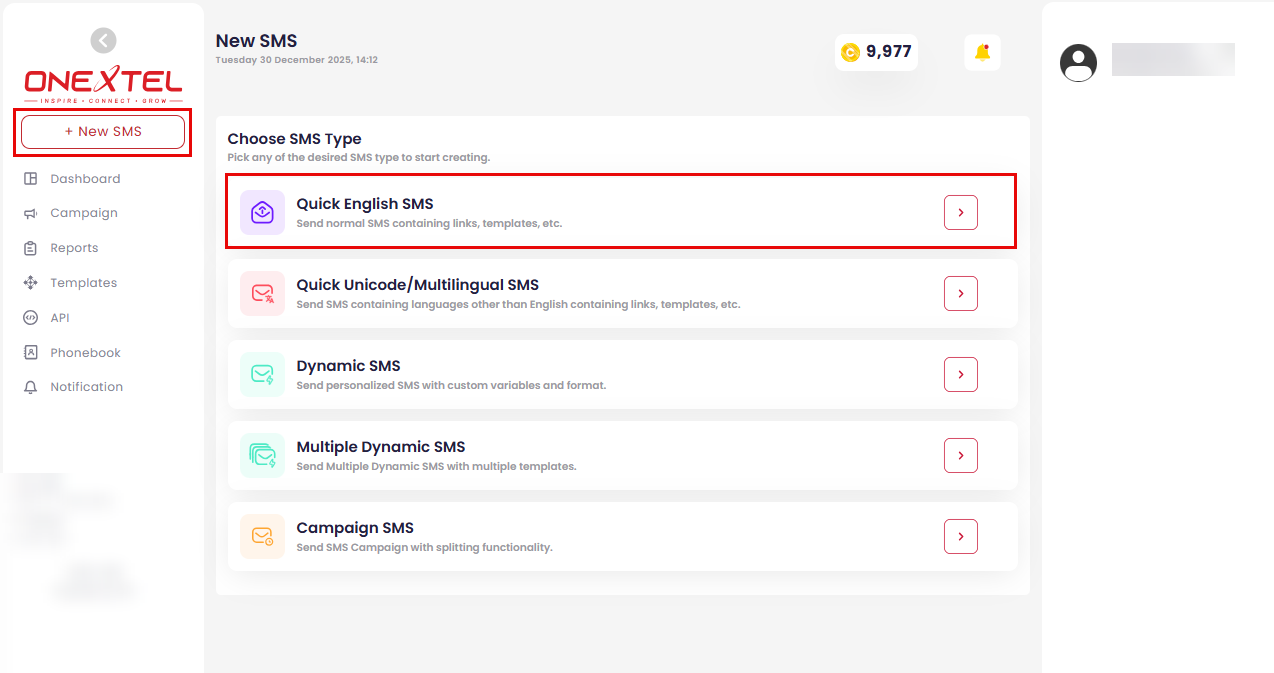 ONEXTEL
INSPIRE • CONNECT • GROW
+ New SMS
Dashboard
Campaign
Reports
Templates
API
Phonebook
Notification
New SMS
Tuesday 30 December 2025, 14:12
9,977
Choose SMS Type
Pick any of the desired SMS type to start creating.
Quick English SMS
Send normal SMS containing links, templates, etc.
Quick Unicode/Multilingual SMS
Send SMS containing languages other than English containing links, templates, etc.
Dynamic SMS
Send personalized SMS with custom variables and format.
Multiple Dynamic SMS
Send Multiple Dynamic SMS with multiple templates.
Campaign SMS
Send SMS Campaign with splitting functionality.